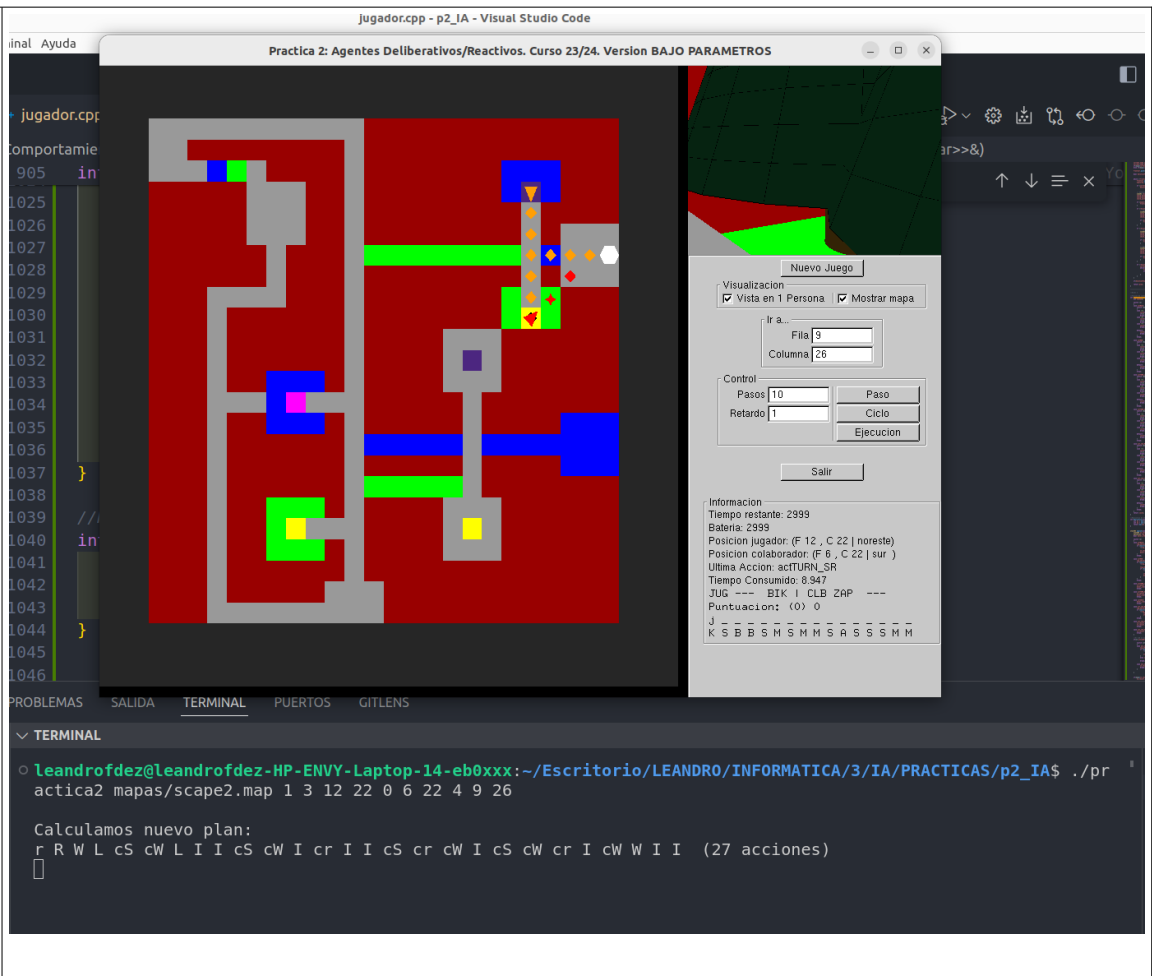 jugador.cpp - p2_IA - Visual Studio Code
inal Ayuda
Practica 2: Agentes Deliberativos/Reactivos. Curso 23/24. Version BAJO PARAMETROS
jugador.cpp
Comportamie
ar>>&)
905 in
1025
1026
1027
1028
1029
1030
1031
1032
1033
1034
1035
1036
1037 }
1038
1039 //
1040 in
1041
1042
1043
1044 }
1045
1046
Nuevo Juego
Visualizacion
Vista en 1 Persona
Mostrar mapa
Ir a...
Fila 9
Columna 26
Control
Pasos 10 Paso
Retardo 1 Ciclo
Ejecucion
Salir
Informacion
Tiempo restante: 2999
Bateria: 2999
Posicion jugador: (F 12 , C 22 | noreste)
Posicion colaborador: (F 6 , C 22 | sur )
Ultima Accion: actTURN_SR
Tiempo Consumido: 8.947
JUG --- BIK | CLB ZAP ---
Puntuacion: (0) 0
j _ _ _ _ _ _ _ _ _ _ _ _ _ _
K S B B S M S M M S A S S S M M
PROBLEMAS SALIDA TERMINAL PUERTOS GITLENS
TERMINAL
leandrofdez@leandrofdez-HP-ENVY-Laptop-14-eb0xxx:~/Escritorio/LEANDRO/INFORMATICA/3/IA/PRACTICAS/p2_IA$ ./pr
actica2 mapas/scape2.map 1 3 12 22 0 6 22 4 9 26
Calculamos nuevo plan:
r R W L cS cW L I I cS cW I cr I I cS cr cW I cS cW cr I cW W I I (27 acciones)